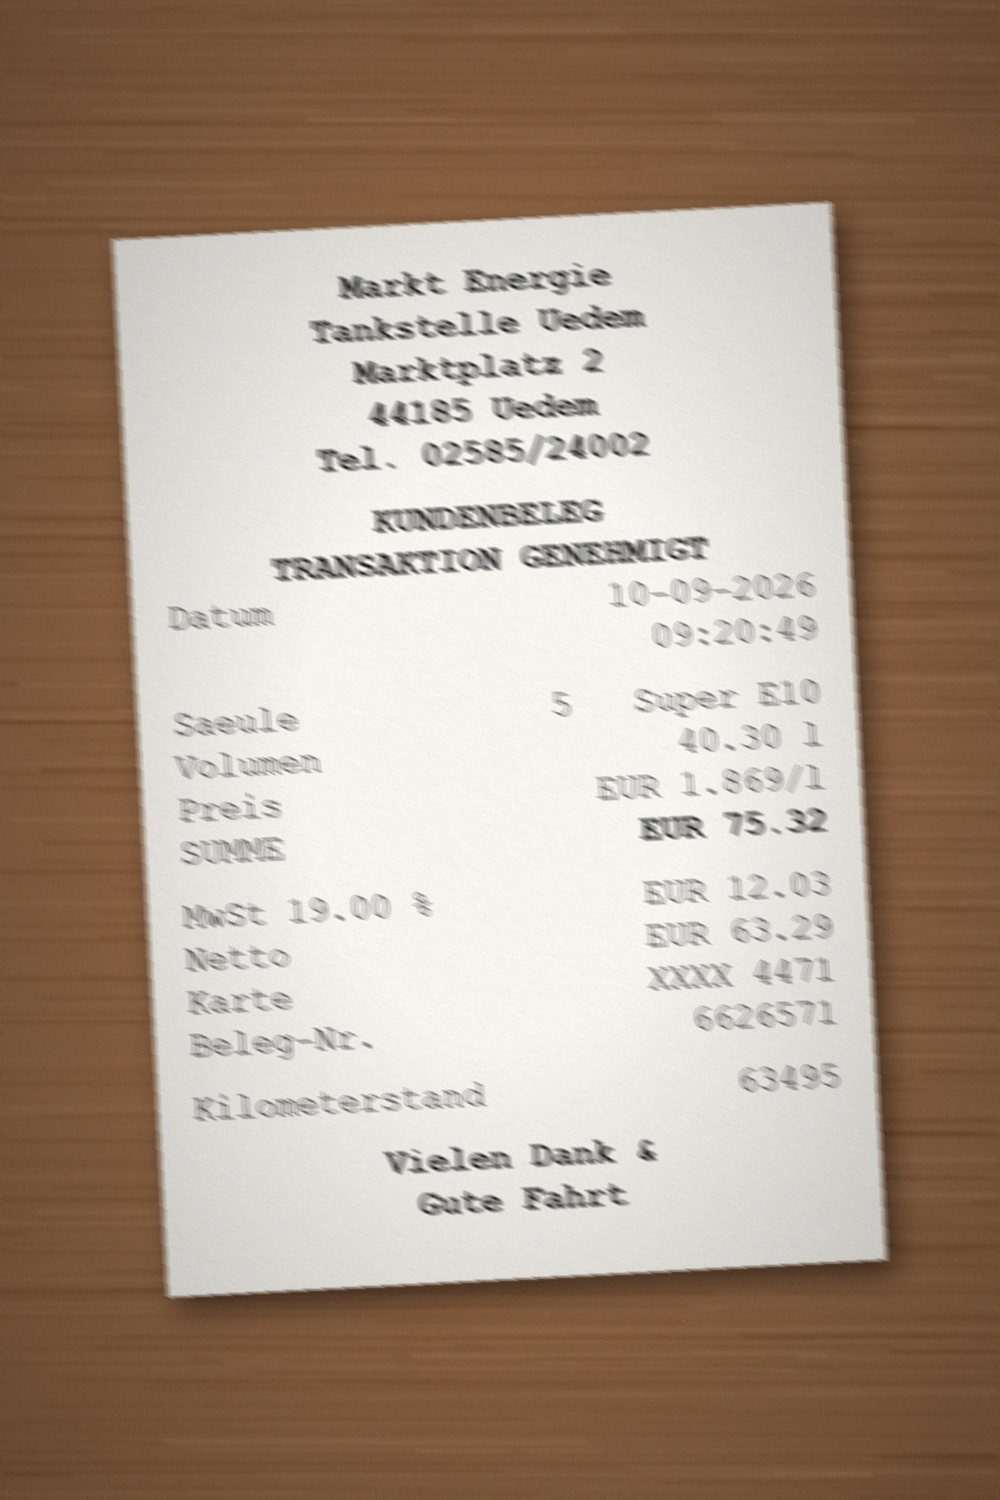 Markt Energie
Tankstelle Uedem
Marktplatz 2
44185 Uedem
Tel. 02585/24002
KUNDENBELEG
TRANSAKTION GENEHMIGT
Datum 10-09-2026
09:20:49
Saeule 5 Super E10
Volumen 40.30 l
Preis EUR 1.869/l
SUMME EUR 75.32
MwSt 19.00 % EUR 12.03
Netto EUR 63.29
Karte XXXX 4471
Beleg-Nr. 6626571
Kilometerstand 63495
Vielen Dank &
Gute Fahrt